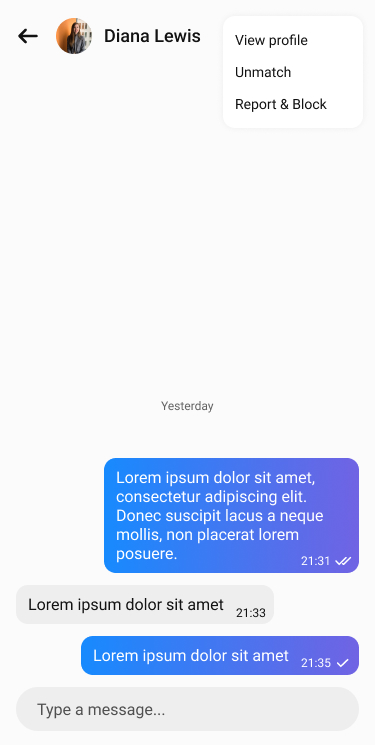 Diana Lewis
View profile
Unmatch
Report & Block
Yesterday
Lorem ipsum dolor sit amet,
consectetur adipiscing elit.
Donec suscipit lacus a neque
mollis, non placerat lorem
posuere.
21:31
Lorem ipsum dolor sit amet
21:33
Lorem ipsum dolor sit amet
21:35
Type a message...